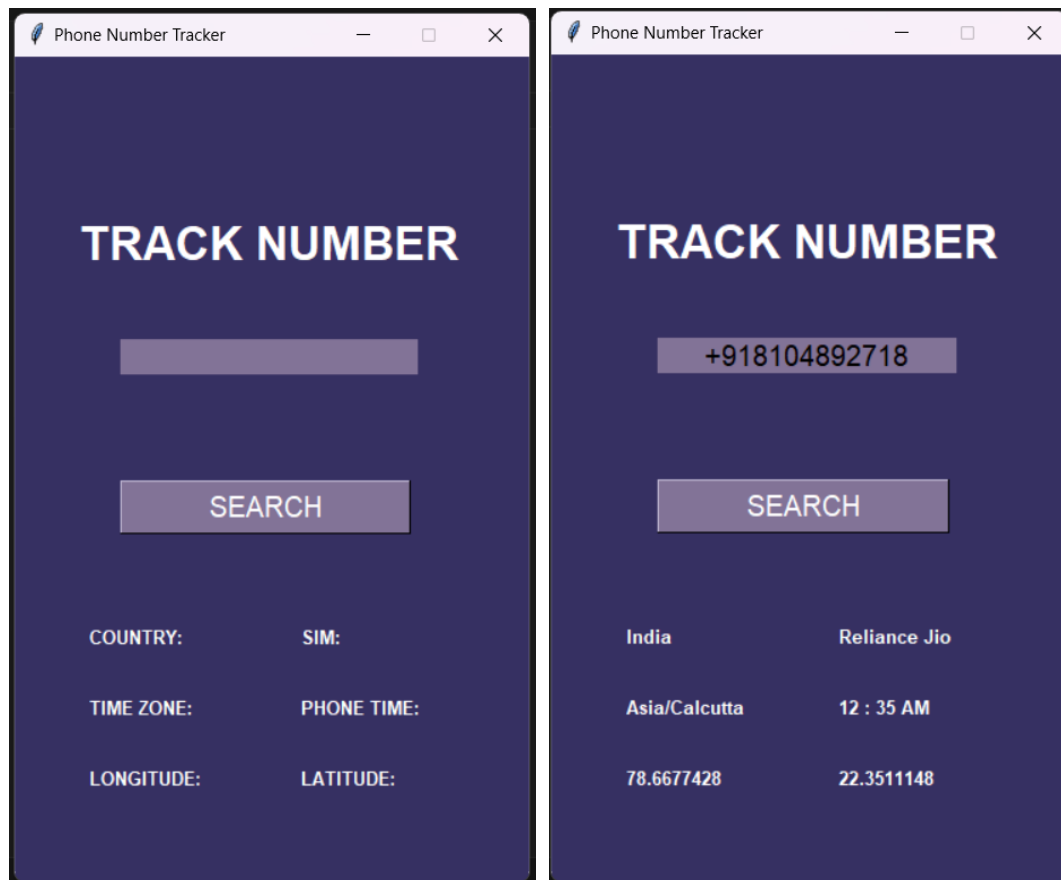 Phone Number Tracker
TRACK NUMBER
SEARCH
COUNTRY: SIM:
TIME ZONE: PHONE TIME:
LONGITUDE: LATITUDE:
Phone Number Tracker
TRACK NUMBER
+918104892718
SEARCH
India Reliance Jio
Asia/Calcutta 12 : 35 AM
78.6677428 22.3511148